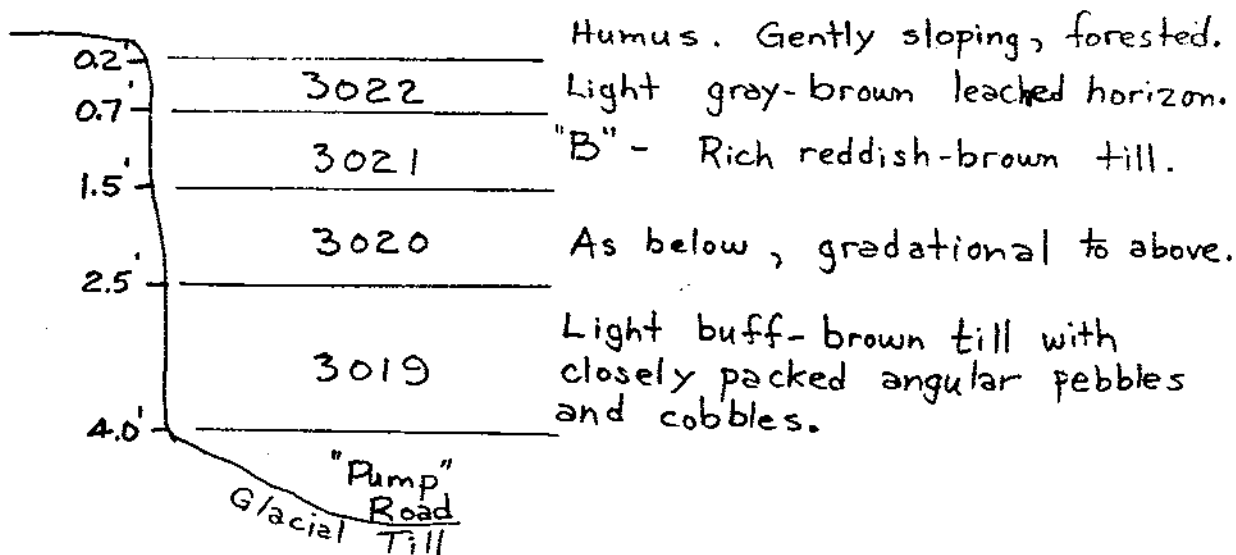 Humus. Gently sloping, forested.
0.2'
3022 Light gray-brown leached horizon.
0.7'
3021 "B" - Rich reddish-brown till.
1.5'
3020 As below, gradational to above.
2.5'
3019 Light buff-brown till with
closely packed angular pebbles
and cobbles.
4.0'
"Pump"
Road
Glacial Till